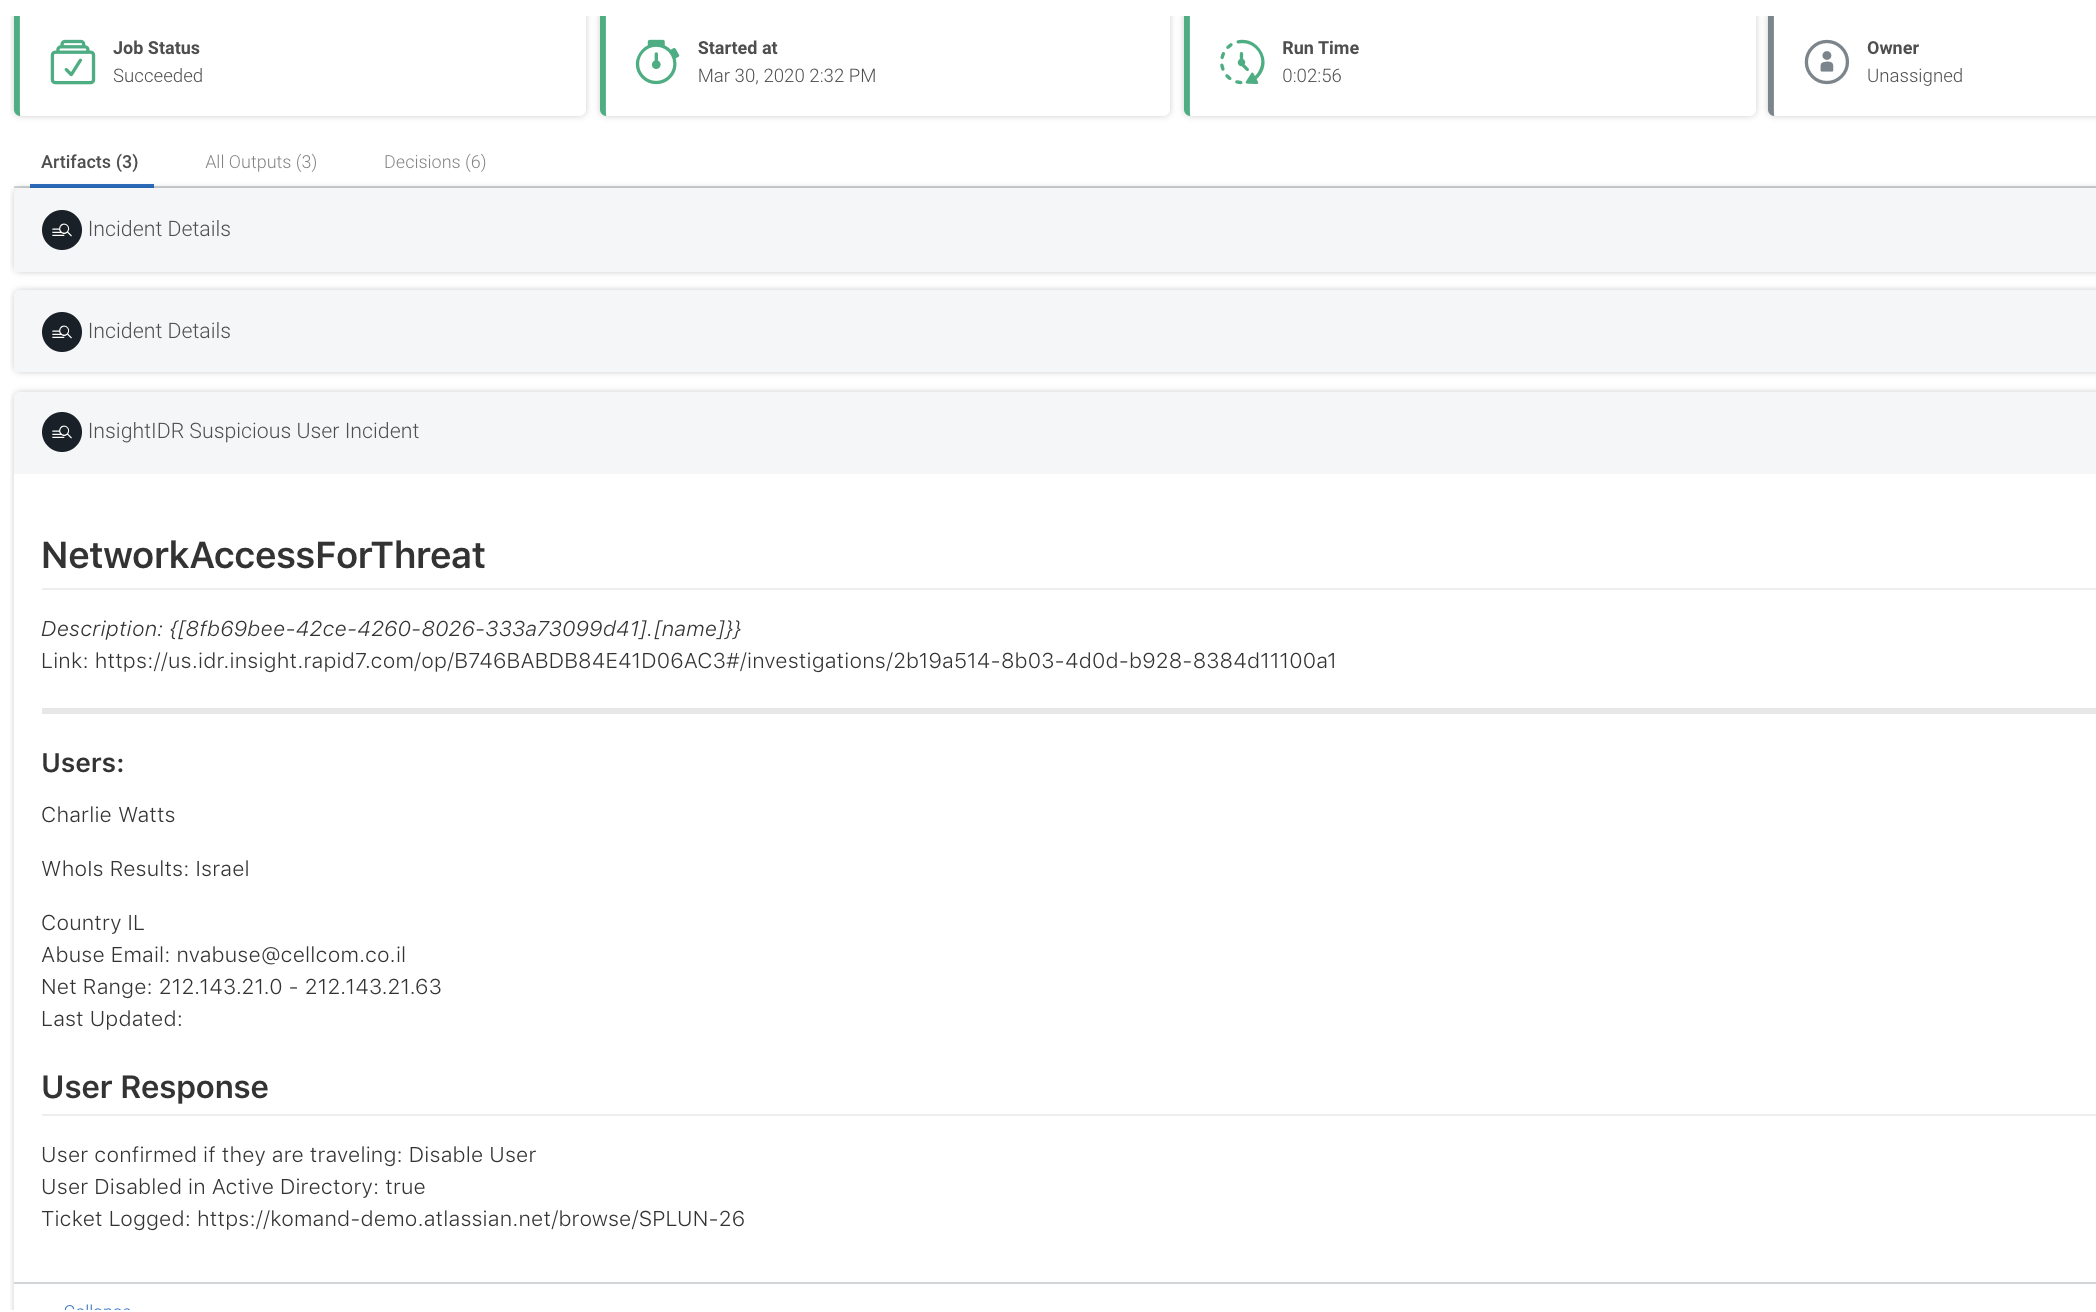 Job Status
Succeeded
Started at
Mar 30, 2020 2:32 PM
Run Time
0:02:56
Owner
Unassigned
Artifacts (3)
All Outputs (3)
Decisions (6)
Incident Details
Incident Details
InsightIDR Suspicious User Incident
NetworkAccessForThreat
Description: {[8fb69bee-42ce-4260-8026-333a73099d41].[name]}}
Link: https://us.idr.insight.rapid7.com/op/B746BABDB84E41D06AC3#/investigations/2b19a514-8b03-4d0d-b928-8384d11100a1
Users:
Charlie Watts
WhoIs Results: Israel
Country IL
Abuse Email: nvabuse@cellcom.co.il
Net Range: 212.143.21.0 - 212.143.21.63
Last Updated:
User Response
User confirmed if they are traveling: Disable User
User Disabled in Active Directory: true
Ticket Logged: https://komand-demo.atlassian.net/browse/SPLUN-26
Collapse